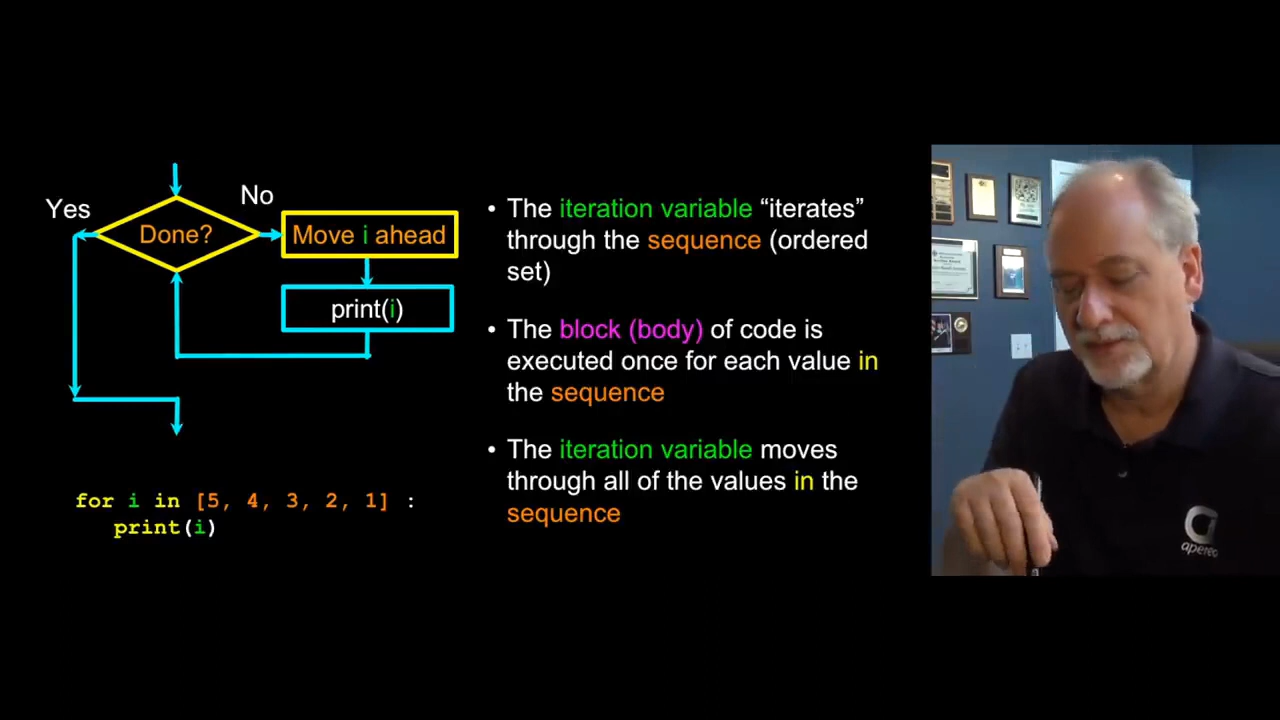 Yes
No
Done?
Move i ahead
print(i)
for i in [5, 4, 3, 2, 1] :
print(i)
• The iteration variable “iterates”
through the sequence (ordered
set)
• The block (body) of code is
executed once for each value in
the sequence
• The iteration variable moves
through all of the values in the
sequence
apereo